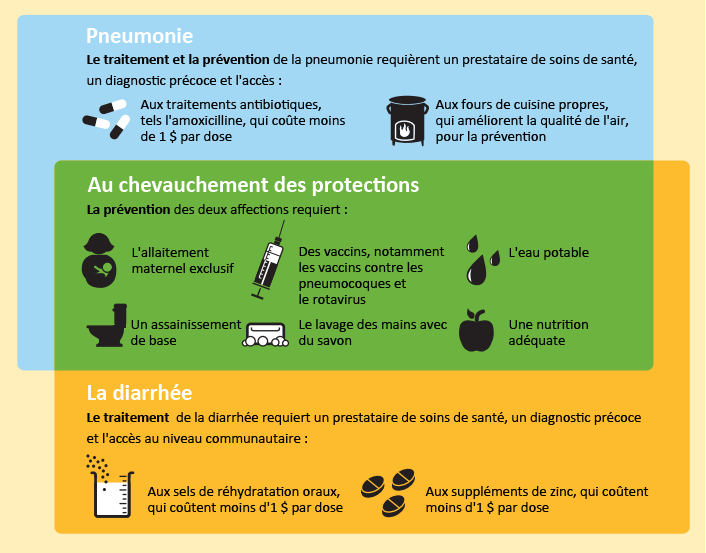 Pneumonie
Le traitement et la prévention de la pneumonie requièrent un prestataire de soins de santé,
un diagnostic précoce et l'accès :
Aux traitements antibiotiques,
tels l'amoxicilline, qui coûte moins
de 1 $ par dose
Aux fours de cuisine propres,
qui améliorent la qualité de l'air,
pour la prévention
Au chevauchement des protections
La prévention des deux affections requiert :
L'allaitement
maternel exclusif
Des vaccins, notamment
les vaccins contre les
pneumocoques et
le rotavirus
L'eau potable
Un assainissement
de base
Le lavage des mains avec
du savon
Une nutrition
adéquate
La diarrhée
Le traitement de la diarrhée requiert un prestataire de soins de santé, un diagnostic précoce
et l'accès au niveau communautaire :
Aux sels de réhydratation oraux,
qui coûtent moins d'1 $ par dose
Aux suppléments de zinc, qui coûtent
moins d'1 $ par dose